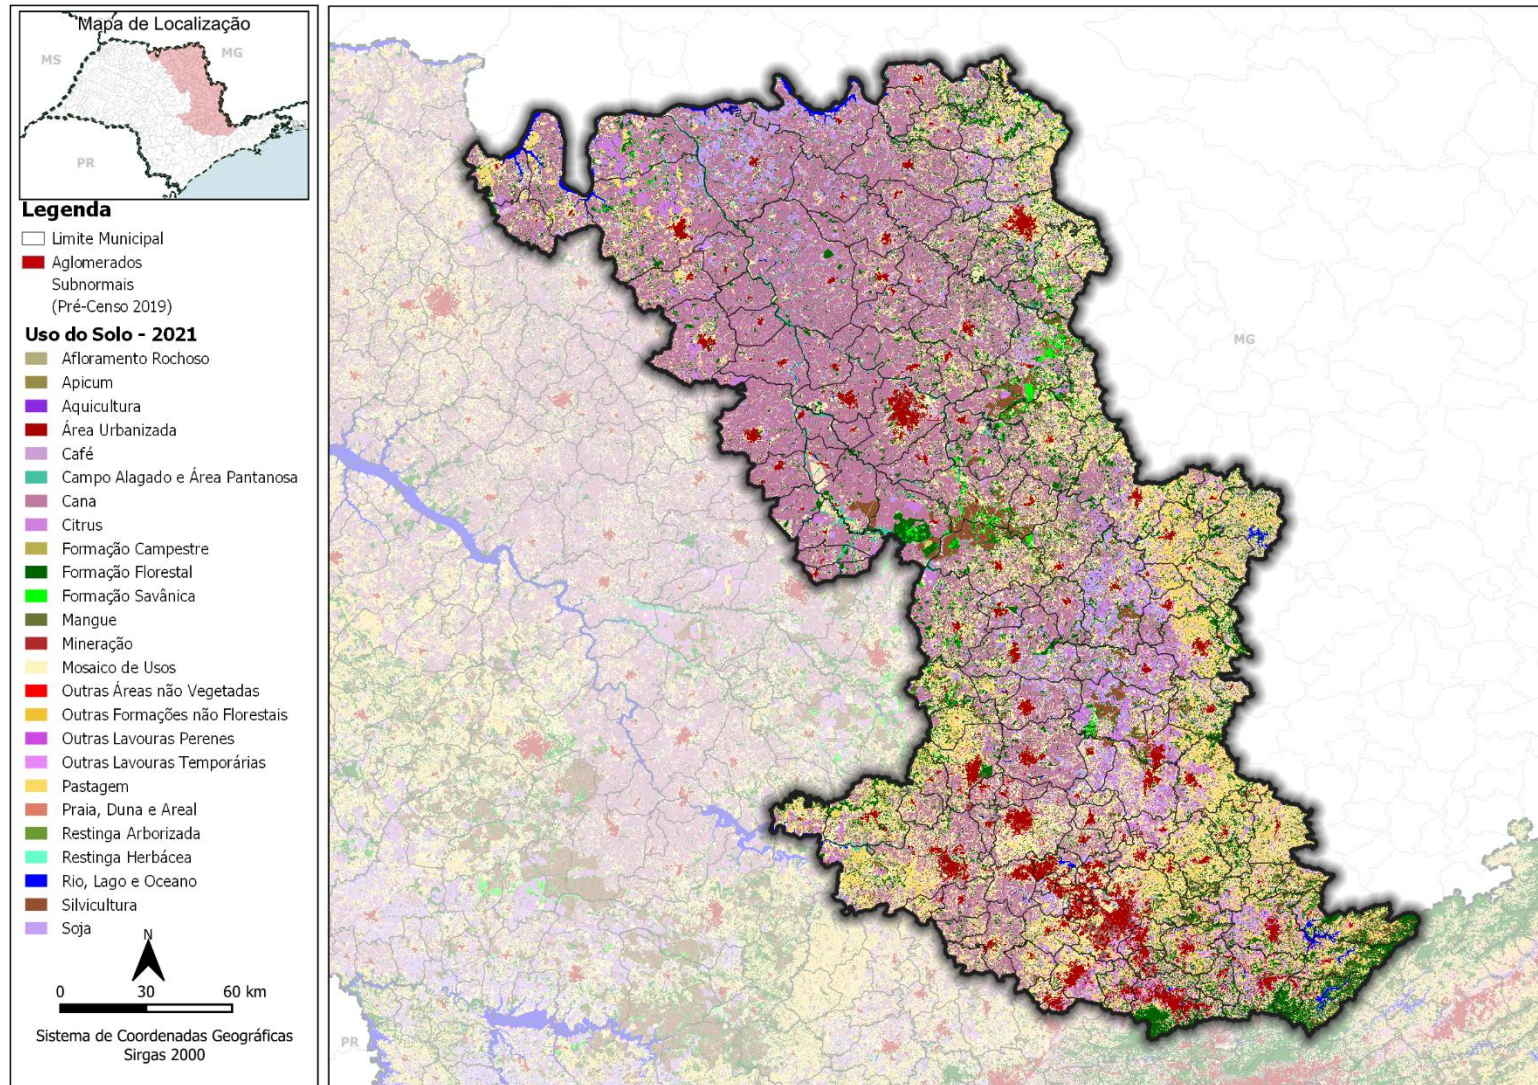 Mapa de Localização
MS
MG
PR
Legenda
Limite Municipal
Aglomerados
Subnormais
(Pré-Censo 2019)
Uso do Solo - 2021
Afloramento Rochoso
Apicum
Aquicultura
Área Urbanizada
Café
Campo Alagado e Área Pantanosa
Cana
Citrus
Formação Campestre
Formação Florestal
Formação Savânica
Mangue
Mineração
Mosaico de Usos
Outras Áreas não Vegetadas
Outras Formações não Florestais
Outras Lavouras Perenes
Outras Lavouras Temporárias
Pastagem
Praia, Duna e Areal
Restinga Arborizada
Restinga Herbácea
Rio, Lago e Oceano
Silvicultura
Soja
N
0 30 60 km
Sistema de Coordenadas Geográficas
Sirgas 2000
MG
PR